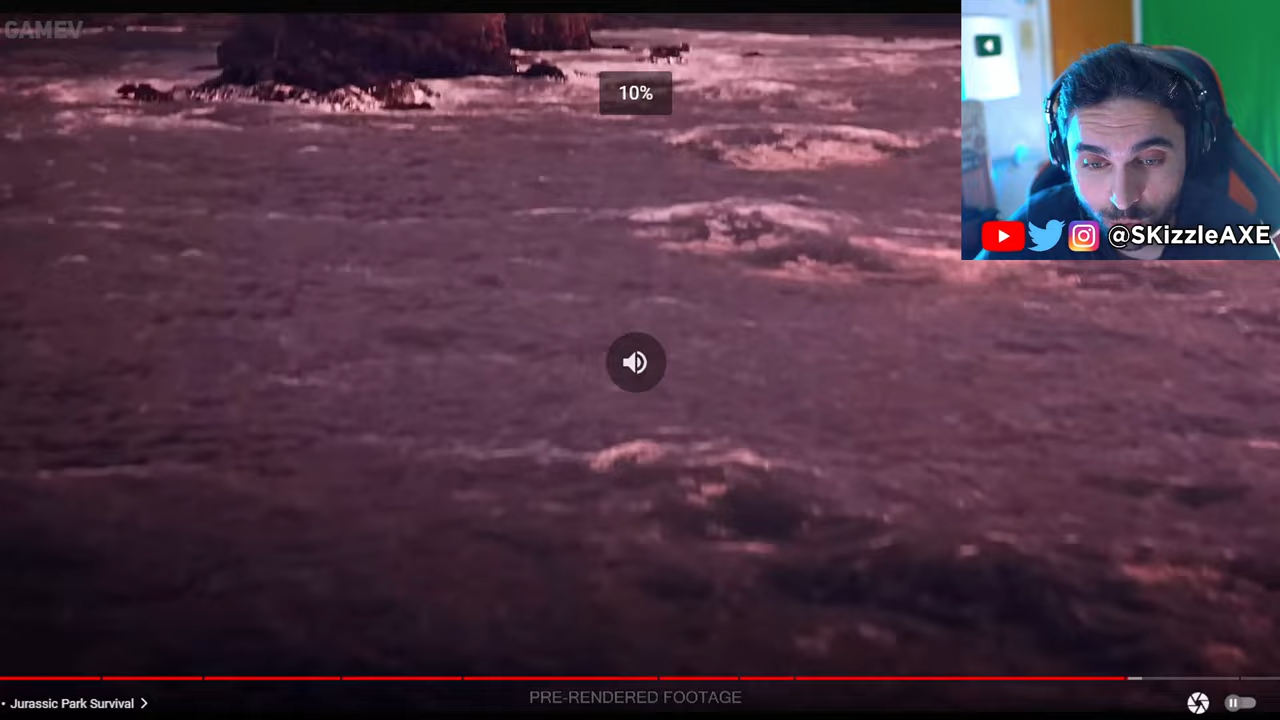 GAMEV
10%
@SKizzleAXE
PRE-RENDERED FOOTAGE
• Jurassic Park Survival